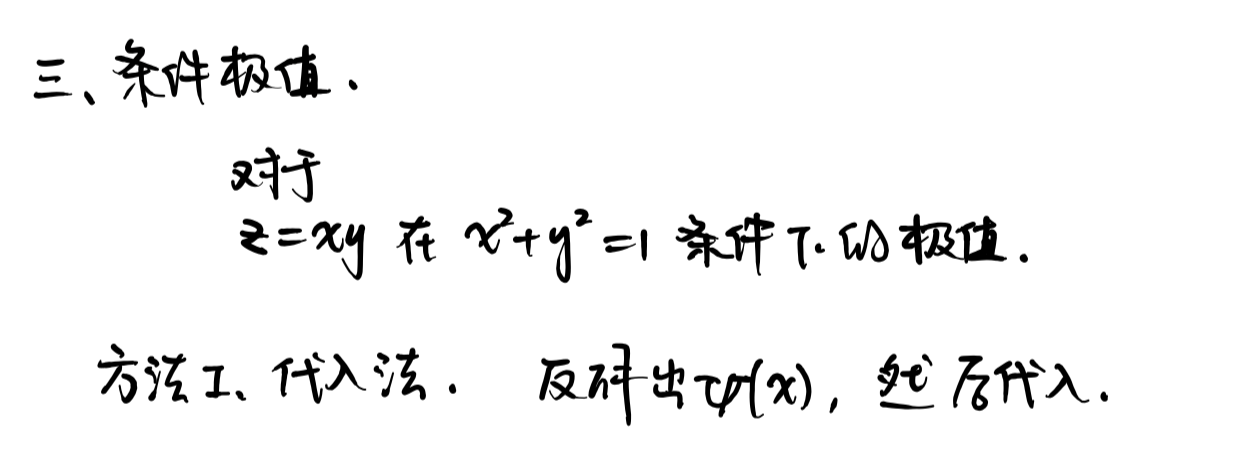 三、条件极值.
对于
z=xy 在 x²+y²=1 条件下.的极值.
方法I、代入法. 反解出φ(x), 然后代入.